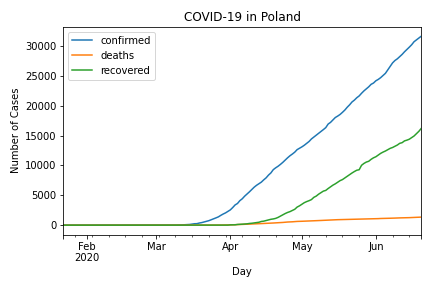 COVID-19 in Poland
confirmed
deaths
recovered
Number of Cases
30000
25000
20000
15000
10000
5000
0
Feb Mar Apr May Jun
2020
Day